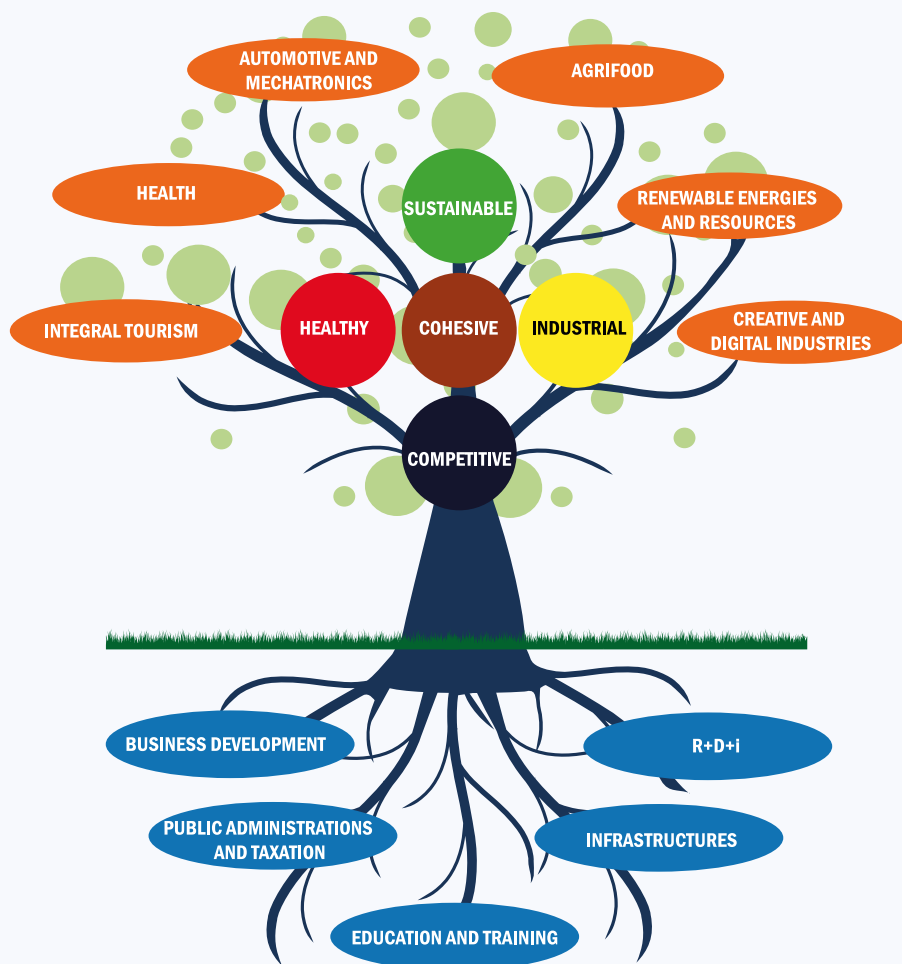 AUTOMOTIVE AND
MECHATRONICS
AGRIFOOD
HEALTH
SUSTAINABLE
RENEWABLE ENERGIES
AND RESOURCES
INTEGRAL TOURISM
HEALTHY
COHESIVE
INDUSTRIAL
CREATIVE AND
DIGITAL INDUSTRIES
COMPETITIVE
BUSINESS DEVELOPMENT
R+D+i
PUBLIC ADMINISTRATIONS
AND TAXATION
INFRASTRUCTURES
EDUCATION AND TRAINING